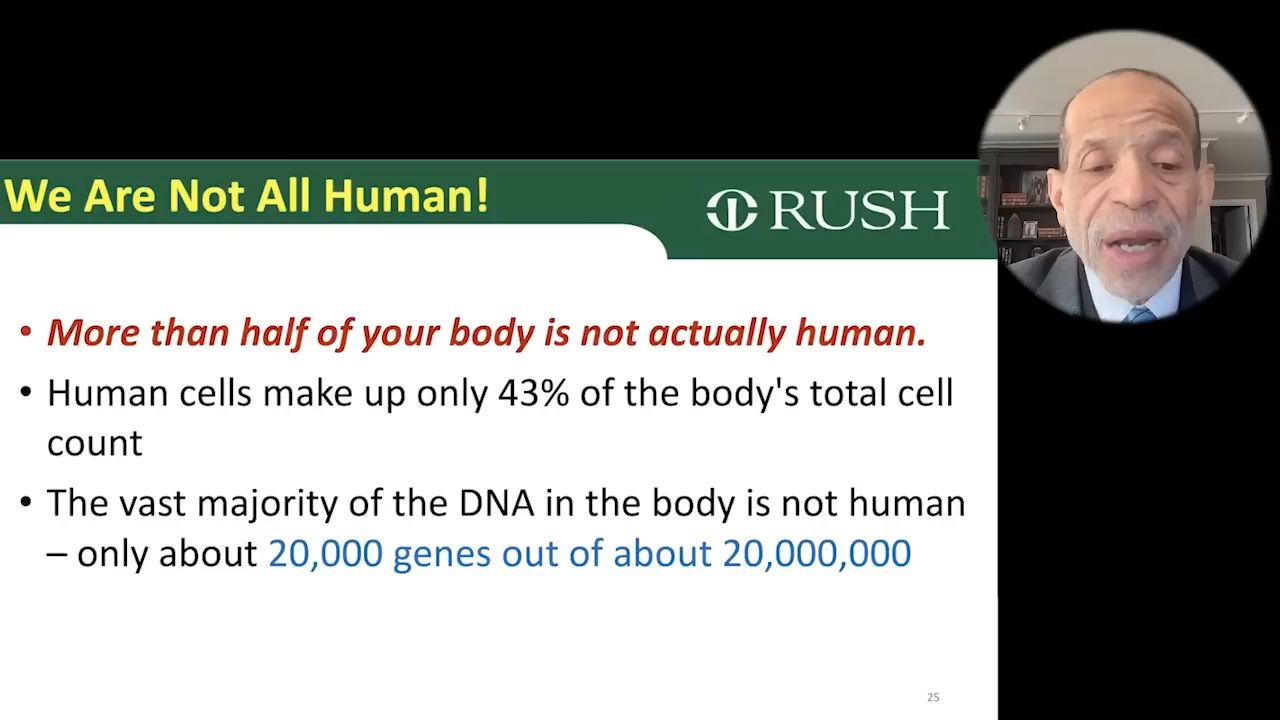 We Are Not All Human!
RUSH
• More than half of your body is not actually human.
• Human cells make up only 43% of the body's total cell
count
• The vast majority of the DNA in the body is not human
– only about 20,000 genes out of about 20,000,000
25